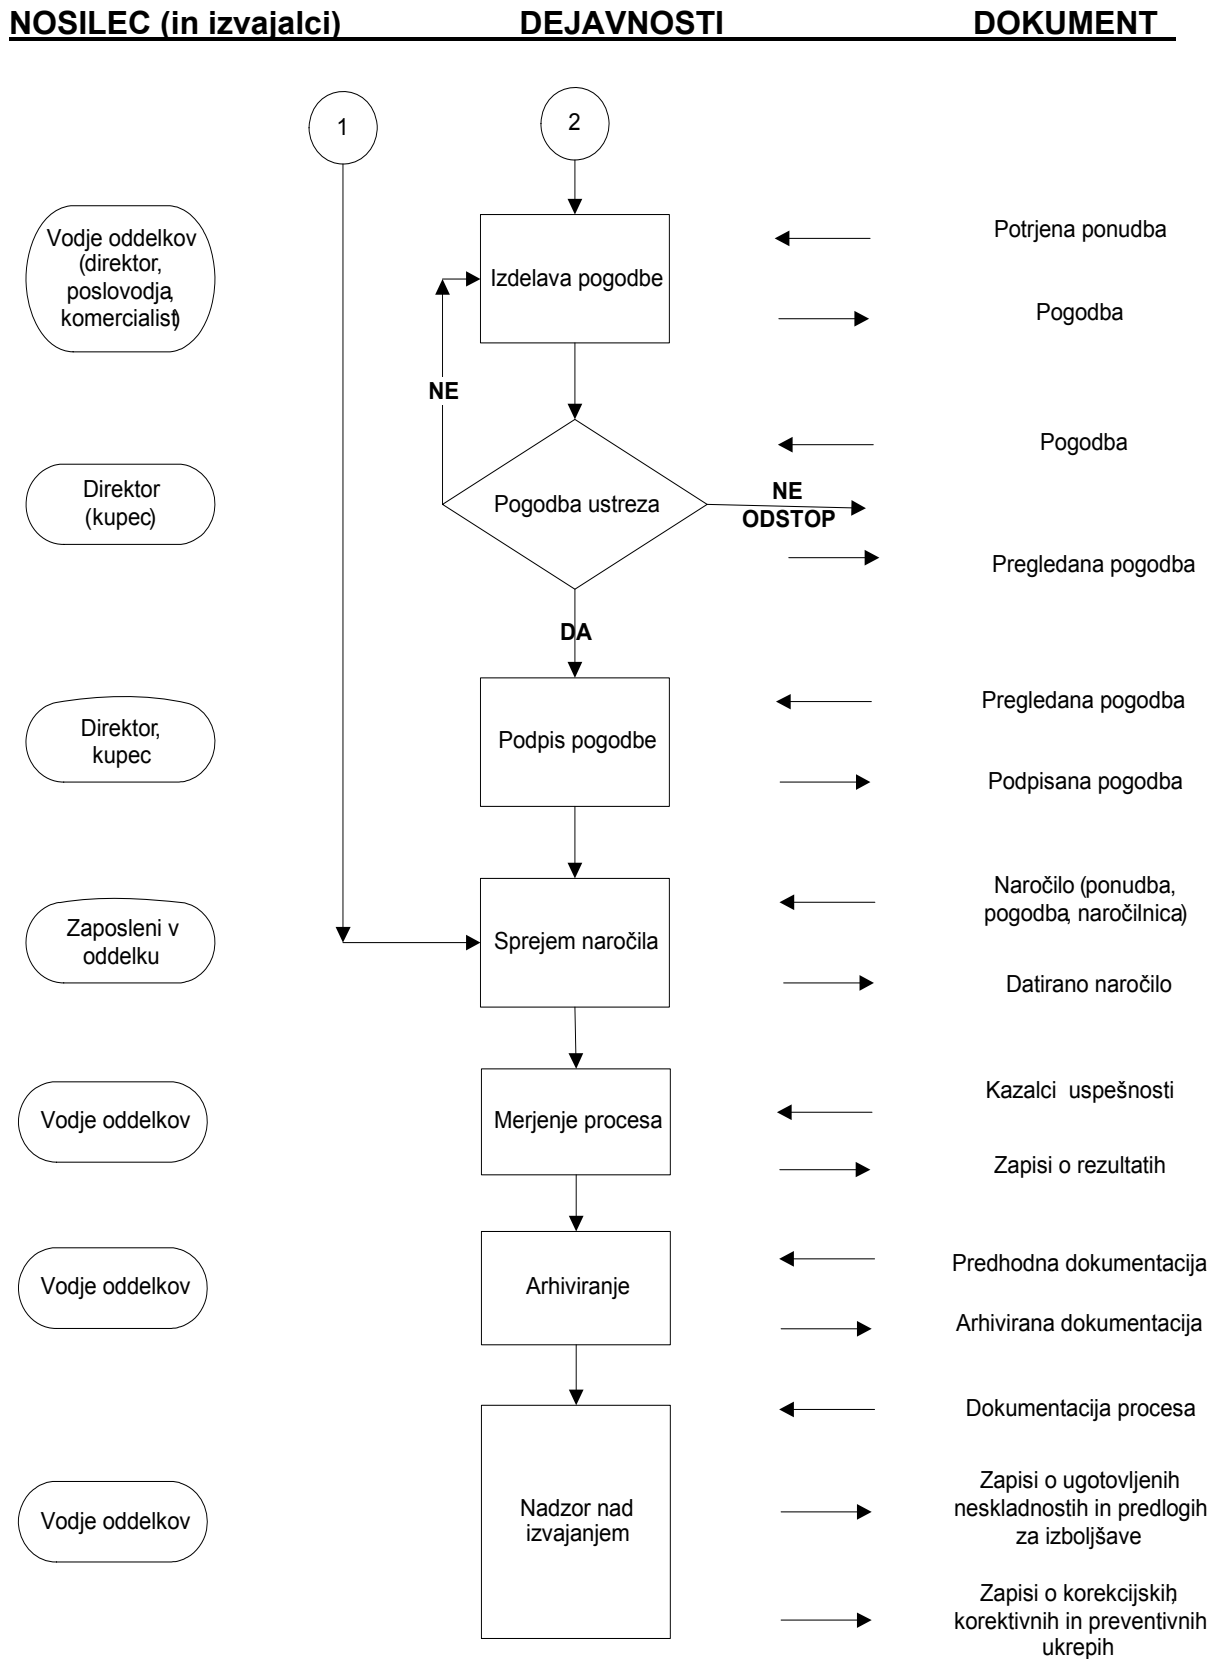 NOSILEC (in izvajalci) DEJAVNOSTI DOKUMENT
1
2
Vodje oddelkov
(direktor,
poslovodja,
komercialist)
Izdelava pogodbe
Potrjena ponudba
Pogodba
NE
Direktor
(kupec)
Pogodba ustreza
NE
ODSTOP
Pogodba
Pregledana pogodba
DA
Direktor,
kupec
Podpis pogodbe
Pregledana pogodba
Podpisana pogodba
Zaposleni v
oddelku
Sprejem naročila
Naročilo (ponudba,
pogodba, naročilnica)
Datirano naročilo
Vodje oddelkov
Merjenje procesa
Kazalci uspešnosti
Zapisi o rezultatih
Vodje oddelkov
Arhiviranje
Predhodna dokumentacija
Arhivirana dokumentacija
Vodje oddelkov
Nadzor nad
izvajanjem
Dokumentacija procesa
Zapisi o ugotovljenih
neskladnostih in predlogih
za izboljšave
Zapisi o korekcijskih,
korektivnih in preventivnih
ukrepih